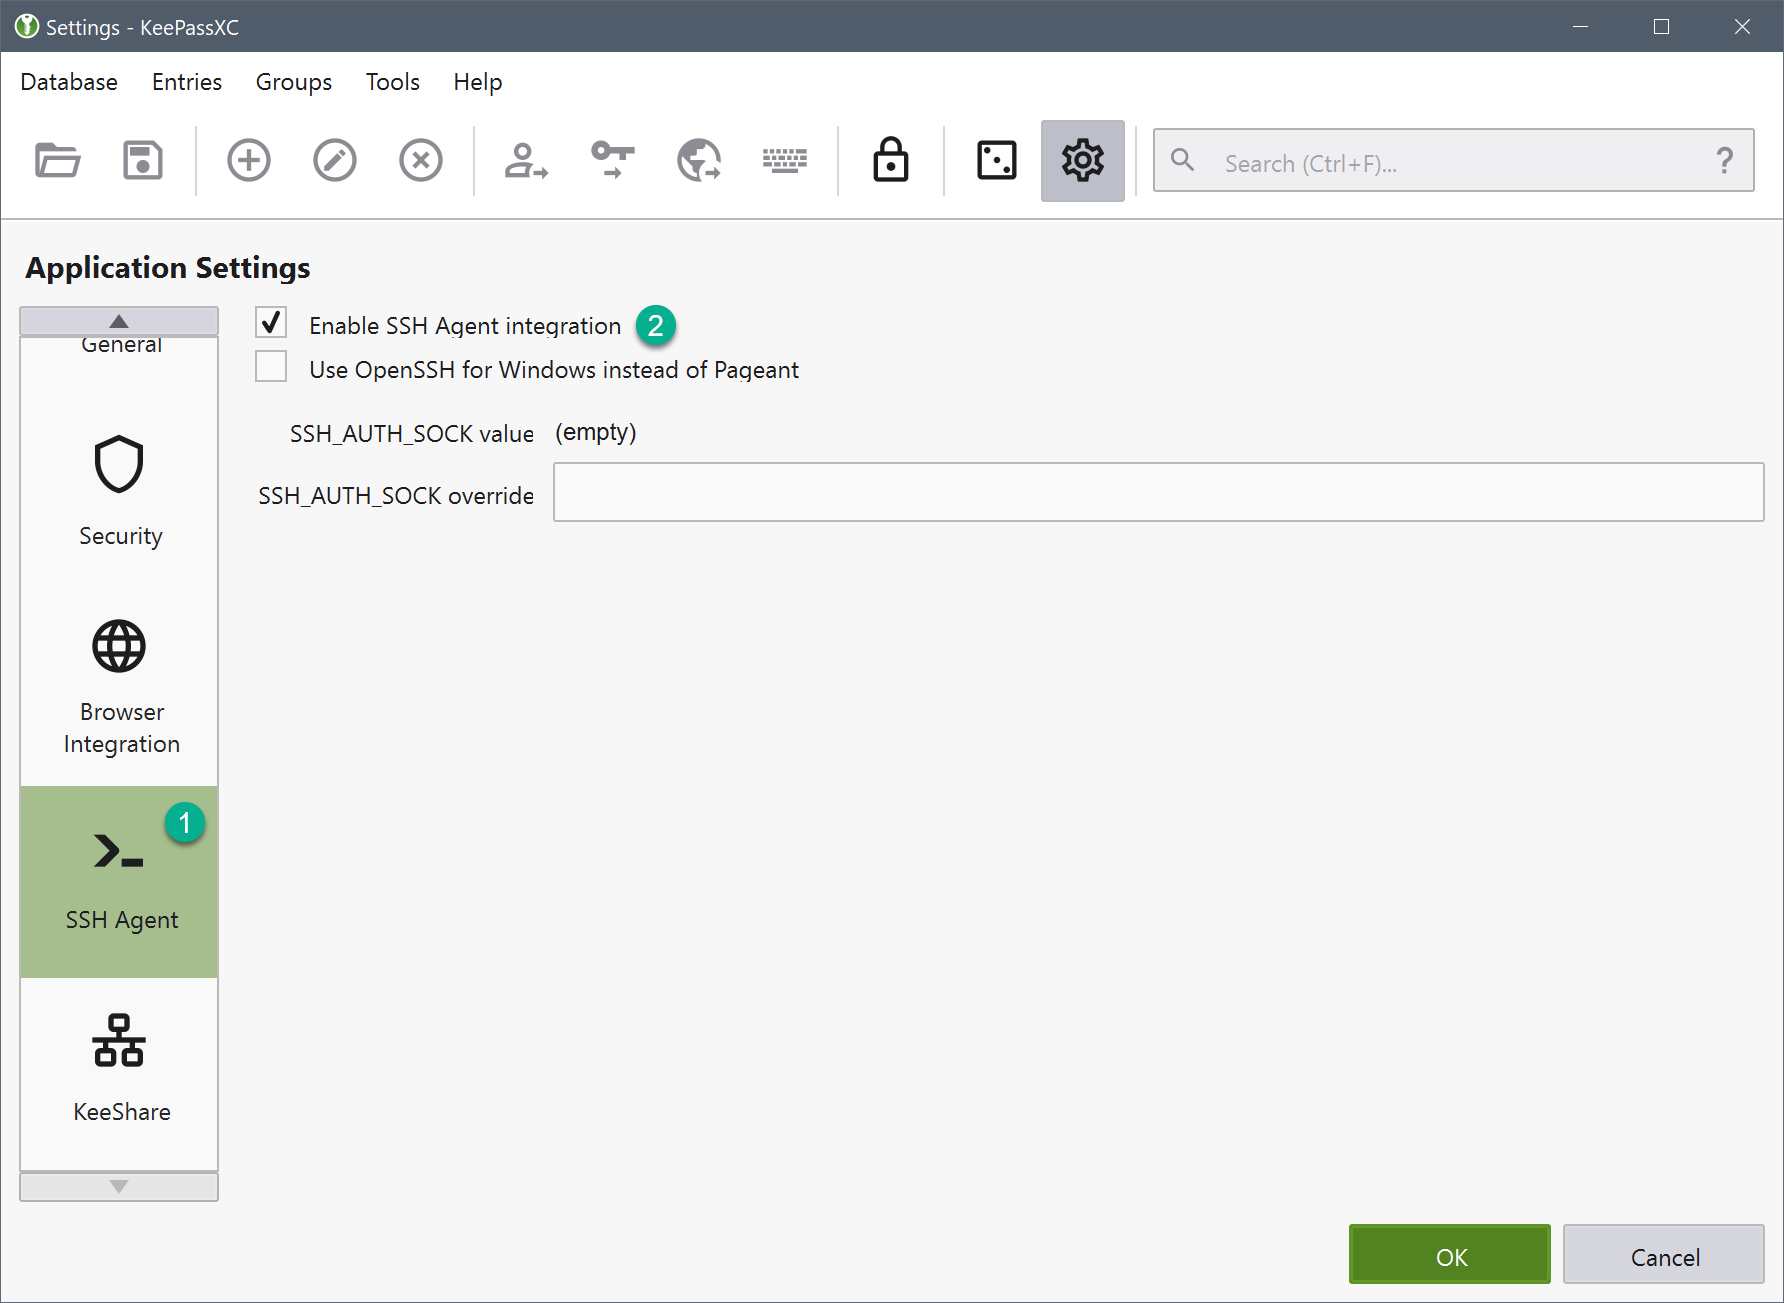 Settings - KeePassXC
Database Entries Groups Tools Help
Search (Ctrl+F)... ?
Application Settings
General
Security
Browser
Integration
1
SSH Agent
KeeShare
Enable SSH Agent integration 2
Use OpenSSH for Windows instead of Pageant
SSH_AUTH_SOCK value (empty)
SSH_AUTH_SOCK override
OK Cancel